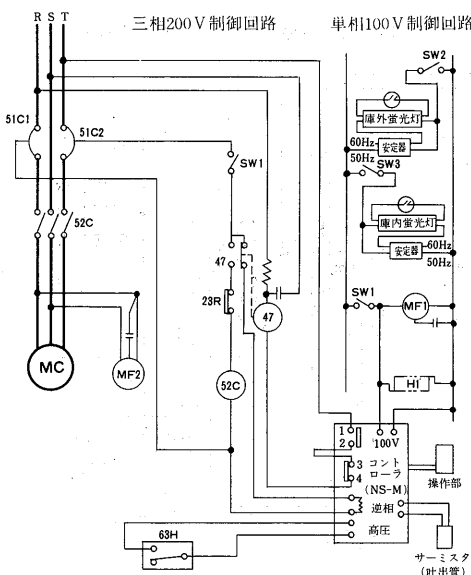 三相200V制御回路
単相100V制御回路
R S T
SW2
51C1
51C2
庫外蛍光灯
60Hz
安定器
50Hz
SW1
SW3
庫内蛍光灯
52C
安定器
60Hz
50Hz
47
SW1
MF1
23R
47
MC
MF2
52C
H1
1
2
100V
3 コント
4 ローラ
(NS-M)
操作部
逆相
高圧
63H
サーミスタ
(吐出管)